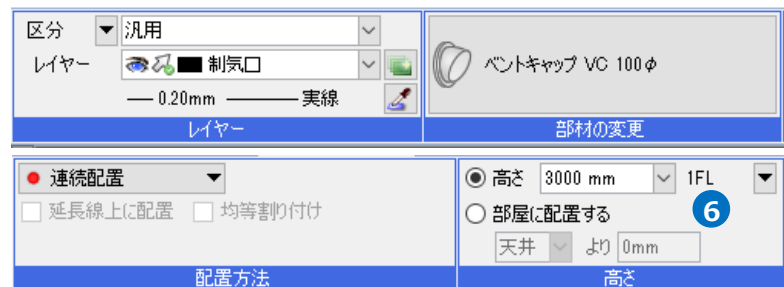 区分 汎用
レイヤー 制気口
0.20mm 実線
レイヤー
ベントキャップ VC 100φ
部材の変更
連続配置
延長線上に配置 均等割り付け
配置方法
高さ 3000 mm 1FL
6
部屋に配置する
天井 より 0mm
高さ